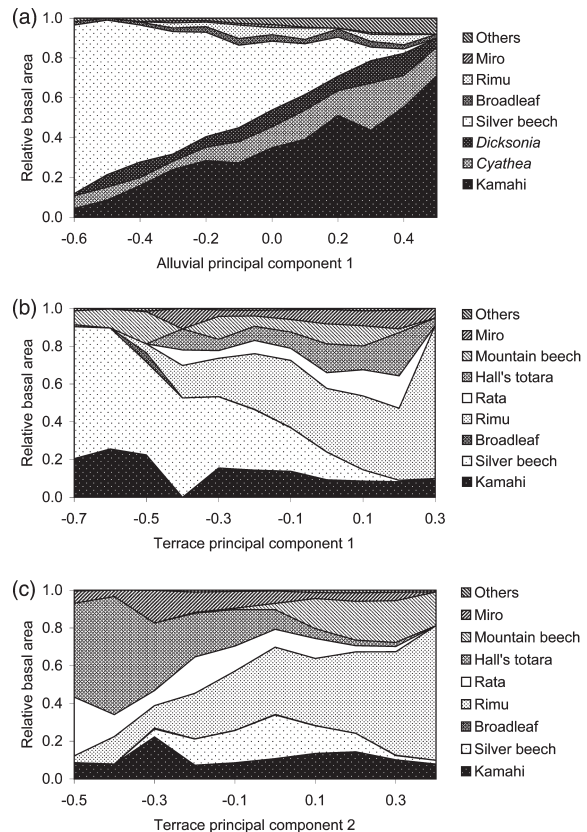 (a)
Relative basal area
1.0
0.8
0.6
0.4
0.2
0.0
-0.6 -0.4 -0.2 0.0 0.2 0.4
Alluvial principal component 1
Others
Miro
Rimu
Broadleaf
Silver beech
Dicksonia
Cyathea
Kamahi
(b)
Relative basal area
1.0
0.8
0.6
0.4
0.2
0.0
-0.7 -0.5 -0.3 -0.1 0.1 0.3
Terrace principal component 1
Others
Miro
Mountain beech
Hall's totara
Rata
Rimu
Broadleaf
Silver beech
Kamahi
(c)
Relative basal area
1.0
0.8
0.6
0.4
0.2
0.0
-0.5 -0.3 -0.1 0.1 0.3
Terrace principal component 2
Others
Miro
Mountain beech
Hall's totara
Rata
Rimu
Broadleaf
Silver beech
Kamahi